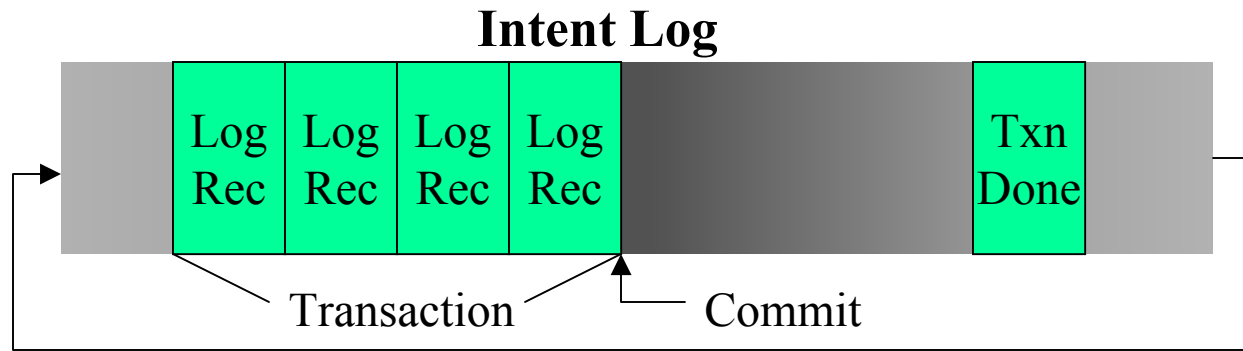 Intent Log
Log
Rec
Log
Rec
Log
Rec
Log
Rec
Txn
Done
Transaction
Commit